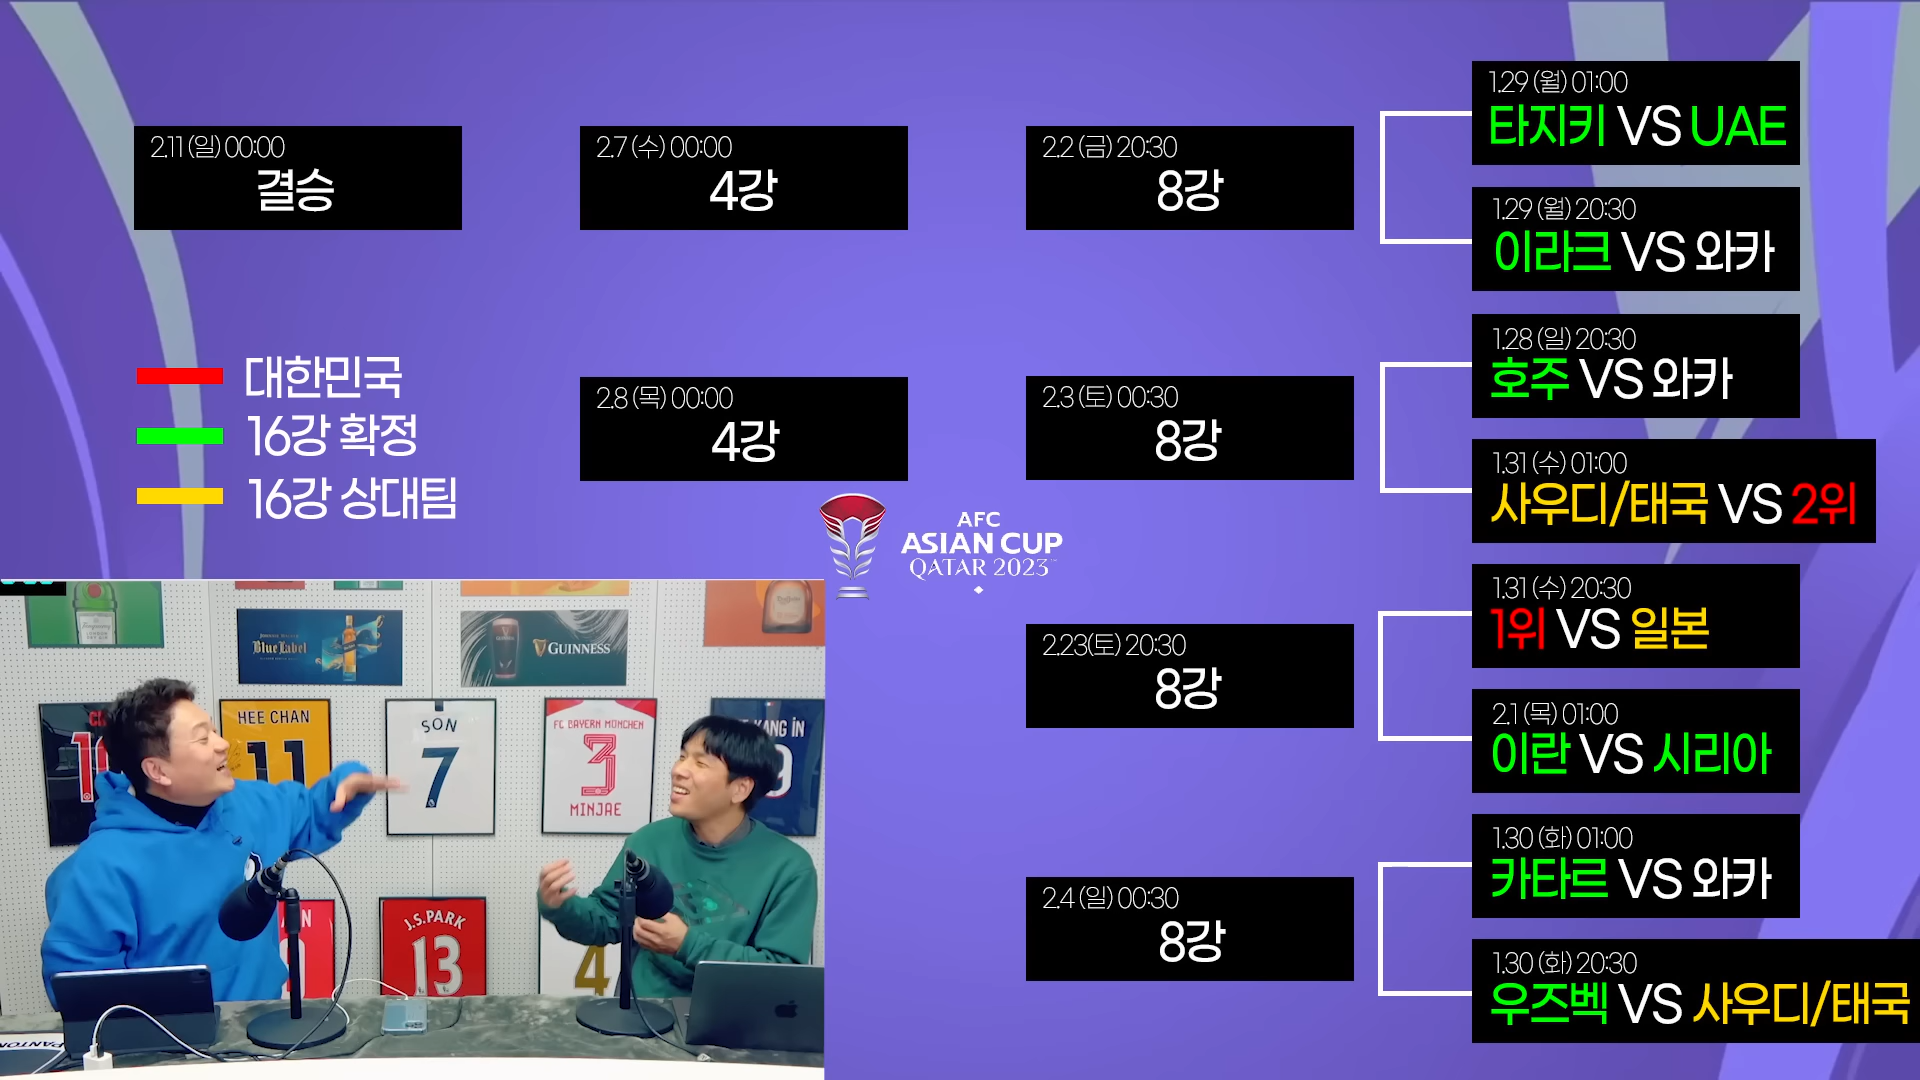 2.11 (일) 00:00
결승
2.7 (수) 00:00
4강
2.2 (금) 20:30
8강
1.29 (월) 01:00
타지키 VS UAE
1.29 (월) 20:30
이라크 VS 와카
1.28 (일) 20:30
호주 VS 와카
대한민국
16강 확정
16강 상대팀
2.8 (목) 00:00
4강
2.3 (토) 00:30
8강
1.31 (수) 01:00
사우디/태국 VS 2위
AFC
ASIAN CUP
QATAR 2023
1.31 (수) 20:30
1위 VS 일본
2.23(토) 20:30
8강
2.1 (목) 01:00
이란 VS 시리아
1.30 (화) 01:00
카타르 VS 와카
2.4 (일) 00:30
8강
1.30 (화) 20:30
우즈벡 VS 사우디/태국
Blue Label
GUINNESS
HEE CHAN
11
SON
7
FC BAYERN MÜNCHEN
3
MINJAE
KANG iN
J.S.PARK
13
4
PANTON